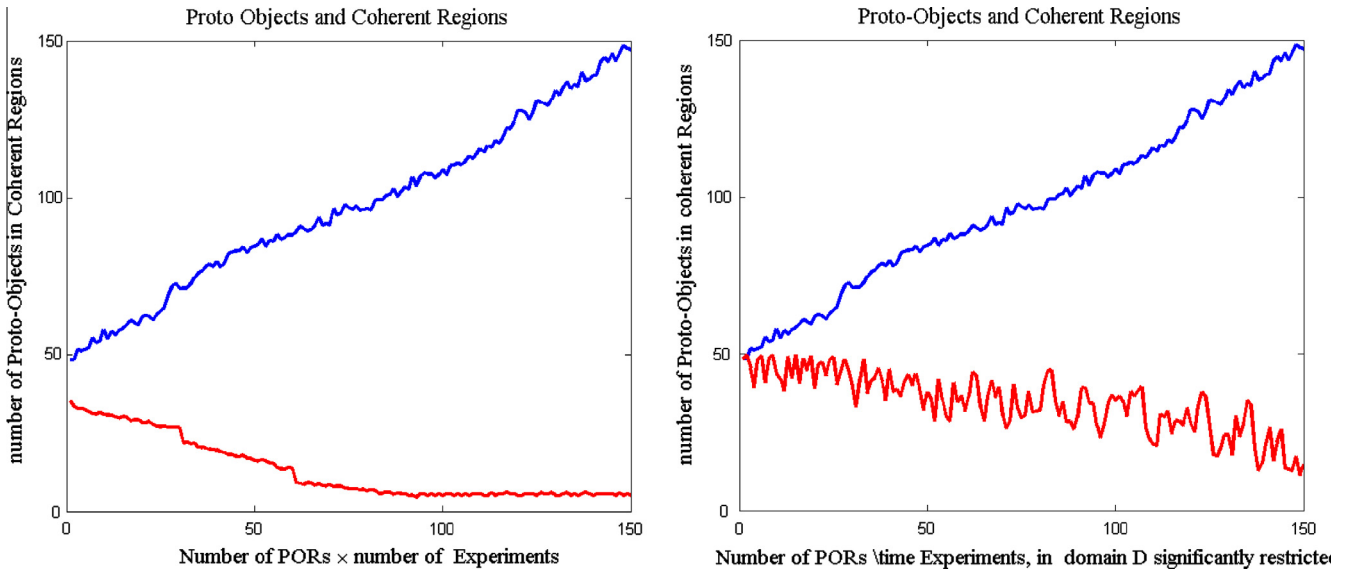 Proto Objects and Coherent Regions
number of Proto-Objects in Coherent Regions
150
100
50
0
0
50
100
150
Number of PORs × number of Experiments
Proto-Objects and Coherent Regions
number of Proto-Objects in coherent Regions
150
100
50
0
0
50
100
150
Number of PORs \time Experiments, in domain D significantly restricte